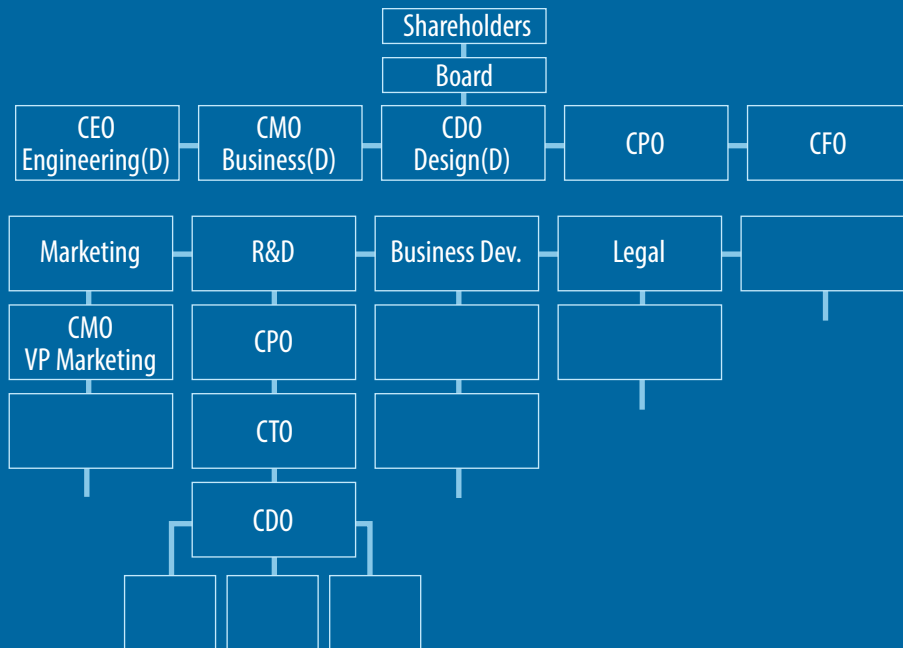 Shareholders
Board
CEO
Engineering(D)
CMO
Business(D)
CDO
Design(D)
CPO
CFO
Marketing
R&D
Business Dev.
Legal
CMO
VP Marketing
CPO
CTO
CDO